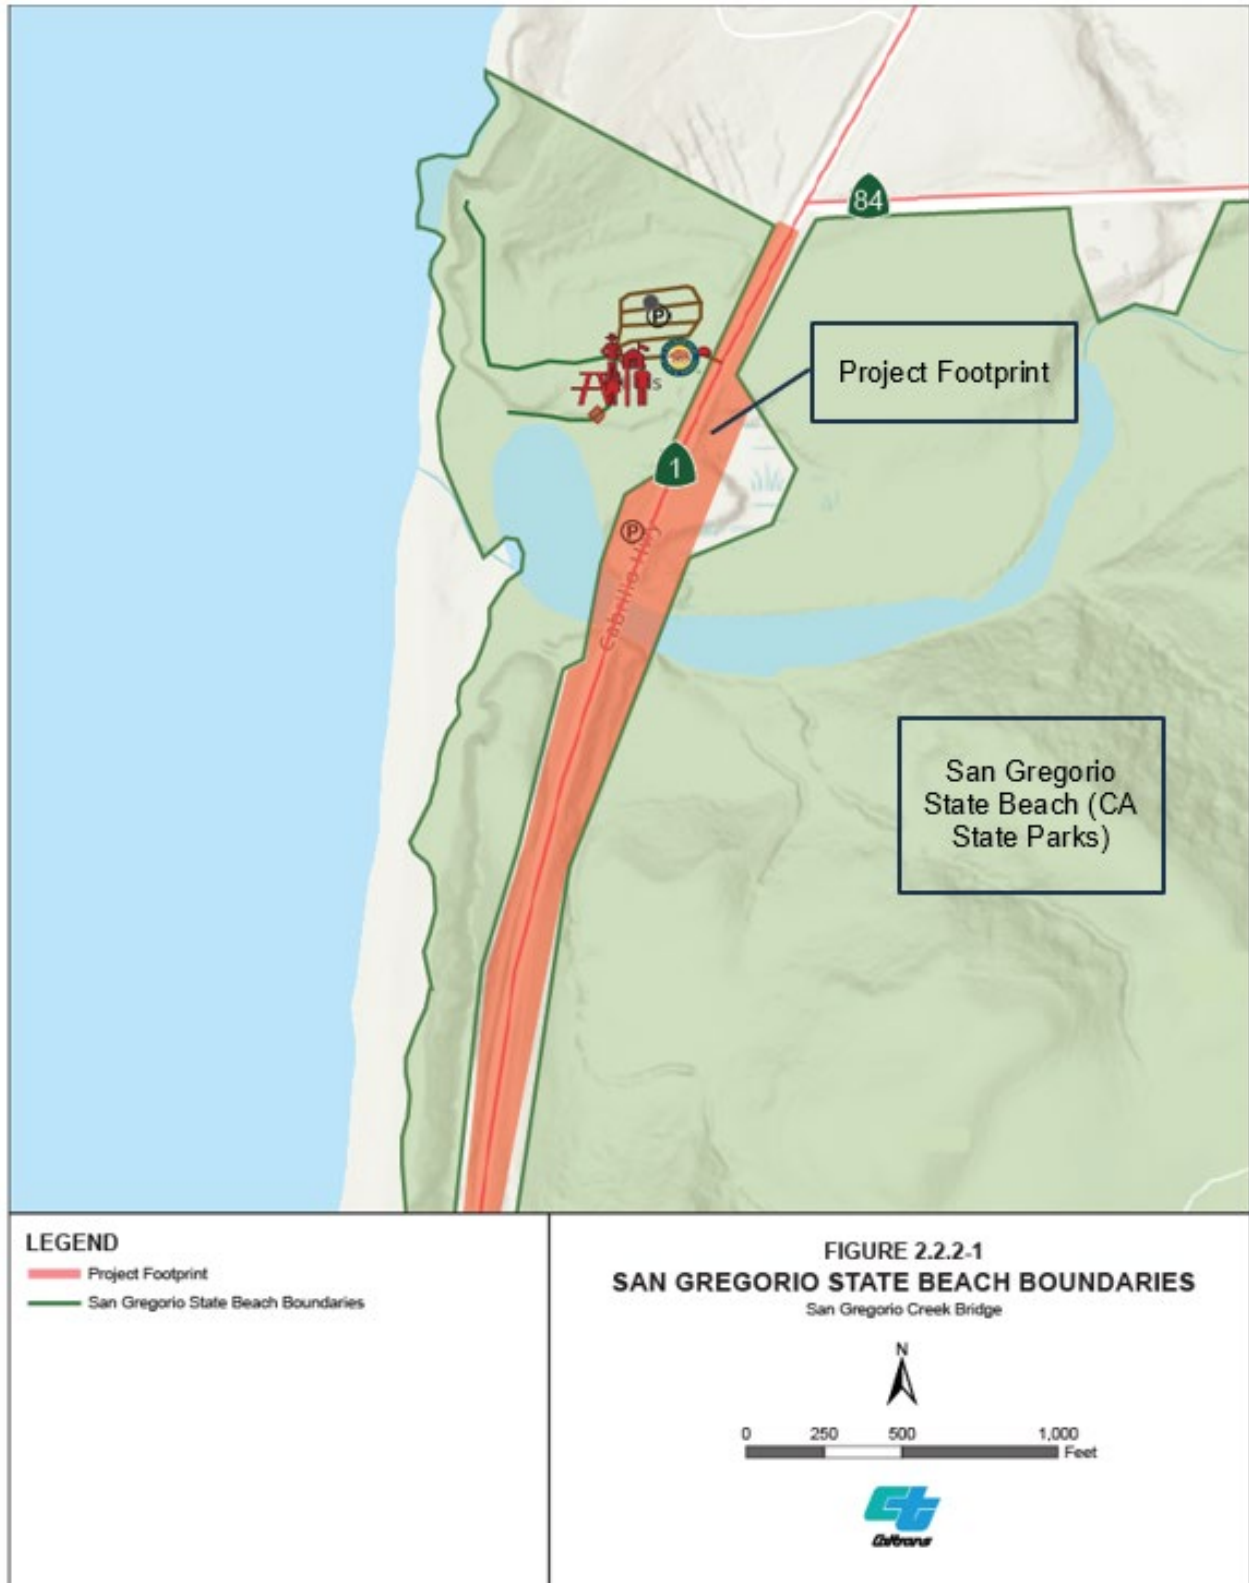 84
Project Footprint
P
1
P
Cabrillo Hwy
San Gregorio
State Beach (CA
State Parks)
LEGEND
Project Footprint
San Gregorio State Beach Boundaries
FIGURE 2.2.2-1
SAN GREGORIO STATE BEACH BOUNDARIES
San Gregorio Creek Bridge
N
0 250 500 1,000
Feet
ct
Caltrans